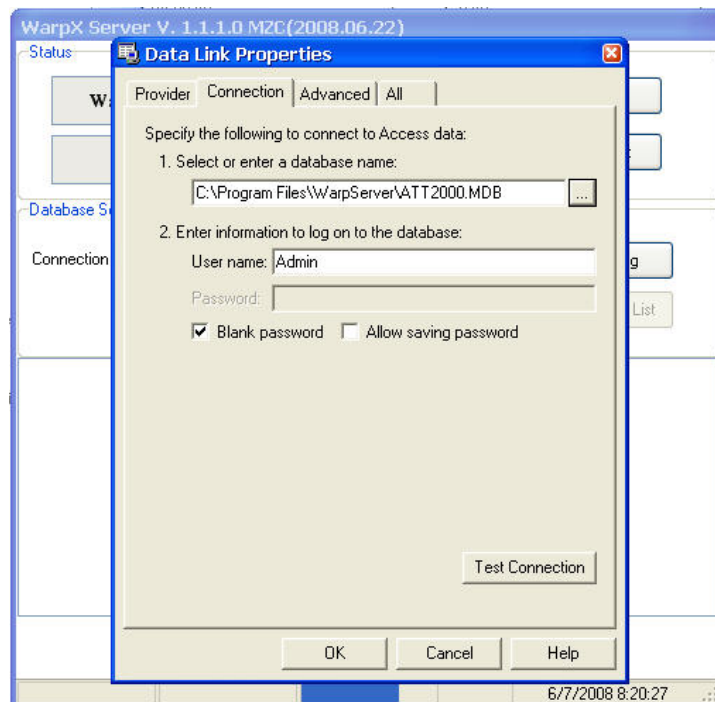 WarpX Server V. 1.1.1.0 MZC(2008.06.22)
Status
Data Link Properties
Provider Connection Advanced All
Specify the following to connect to Access data:
1. Select or enter a database name:
C:\Program Files\WarpServer\ATT2000.MDB ...
Database
2. Enter information to log on to the database:
Connection
User name: Admin
Password:
List
Blank password Allow saving password
Test Connection
OK Cancel Help
6/7/2008 8:20:27